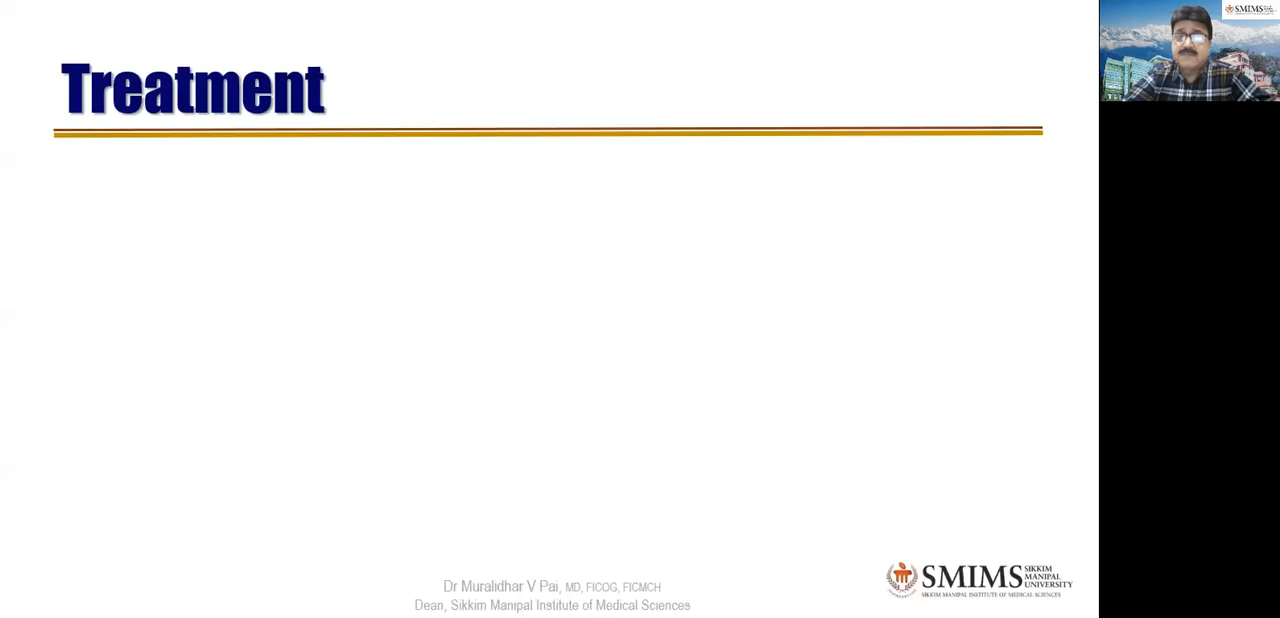 Treatment
SMIMS
Dr Muralidhar V Pai, MD, FICOG, FICMCH
Dean, Sikkim Manipal Institute of Medical Sciences
SMIMS
SIKKIM
MANIPAL
UNIVERSITY
SIKKIM MANIPAL INSTITUTE OF MEDICAL SCIENCES